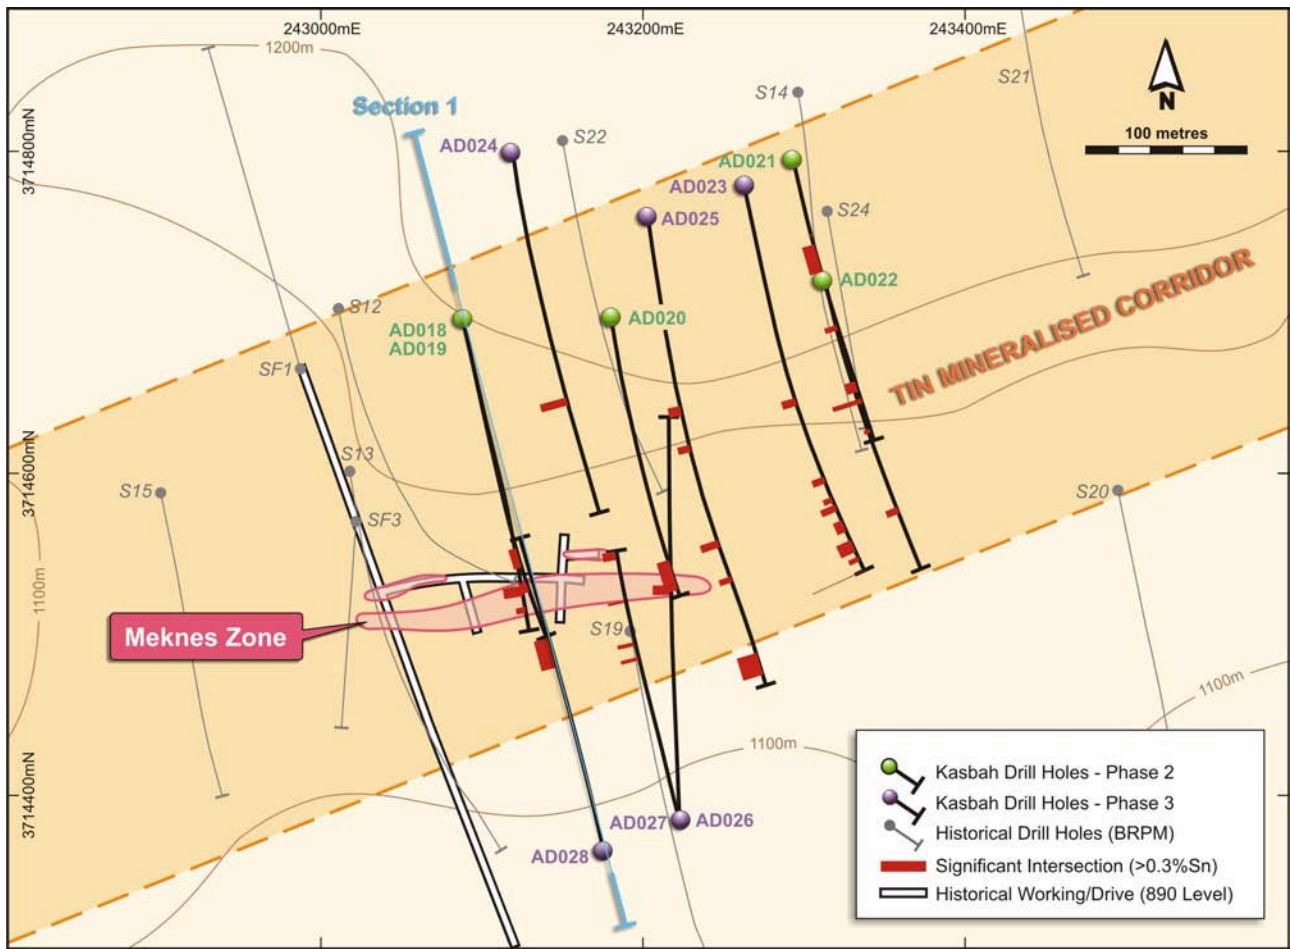 243000mE
243200mE
243400mE
1200m
S21
Section 1
S14
N
100 metres
3714800mN
AD024
S22
AD021
AD023
AD025
S24
AD022
S12
AD018
AD019
AD020
TIN MINERALISED CORRIDOR
SF1
3714600mN
S13
S15
SF3
S20
1100m
Meknes Zone
S19
1100m
1100m
3714400mN
AD027
AD026
AD028
Kasbah Drill Holes - Phase 2
Kasbah Drill Holes - Phase 3
Historical Drill Holes (BRPM)
Significant Intersection (>0.3%Sn)
Historical Working/Drive (890 Level)